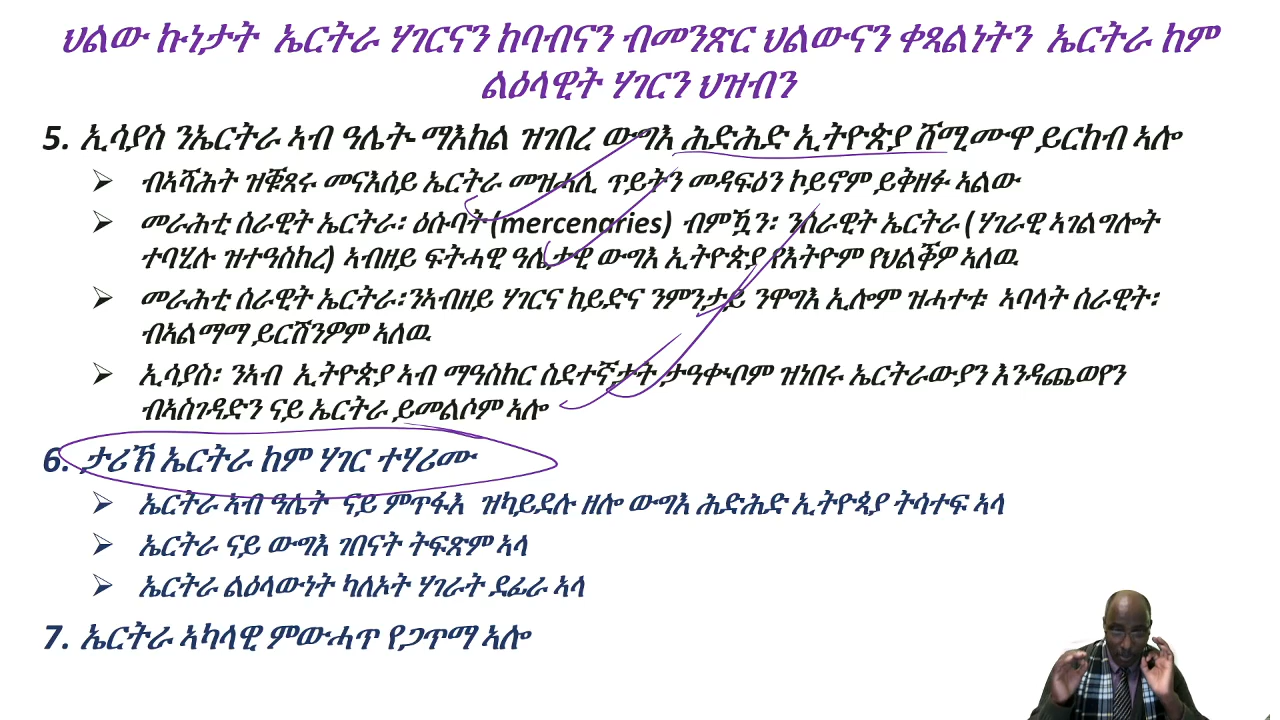 ህልው ኩነታት ኤርትራ ሃገርናን ከባብናን ብመንጽር ህልውናን ቀጻልነትን ኤርትራ ከም
ልዕላዊት ሃገርን ህዝብን
5. ኢሳያስ ንኤርትራ ኣብ ዓሌት-ማእከል ዝገበረ ውግእ ሕድሕድ ኢትዮጵያ ሸሚሙዋ ይርከብ ኣሎ
➢ ብኣሻሕት ዝቑጸሩ መናእሰይ ኤርትራ መዝሓሊ ጥይትን መዳፍዕን ኮይኖም ይቅዘፉ ኣልው
➢ መራሕቲ ሰራዊት ኤርትራ፡ ዕሱባት (mercenaries) ብምዃን፡ ንሰራዊት ኤርትራ (ሃገራዊ ኣገልግሎት
ተባሂሉ ዝተዓስከረ) ኣብዘይ ፍትሓዊ ዓሌታዊ ውግእ ኢትዮጵያ የእትዮም የህልቕዎ ኣለዉ
➢ መራሕቲ ሰራዊት ኤርትራ፡ንኣብዘይ ሃገርና ከይድና ንምንታይ ንዋግእ ኢሎም ዝሓተቱ ኣባላት ሰራዊት፡
ብኣልማማ ይርሽንዎም ኣለዉ
➢ ኢሳያስ፡ ንኣብ ኢትዮጵያ ኣብ ማዓስከር ስደተኛታት ታዓቊቦም ዝነበሩ ኤርትራውያን እንዳጨወየን
ብኣስገዳድን ናይ ኤርትራ ይመልሶም ኣሎ
6. ታሪኽ ኤርትራ ከም ሃገር ተሃሪሙ
➢ ኤርትራ ኣብ ዓሌት ናይ ምጥፋእ ዝካይደሉ ዘሎ ውግእ ሕድሕድ ኢትዮጵያ ትሳተፍ ኣላ
➢ ኤርትራ ናይ ውግእ ገበናት ትፍጽም ኣላ
➢ ኤርትራ ልዕላውነት ካለኦት ሃገራት ደፊራ ኣላ
7. ኤርትራ ኣካላዊ ምውሓጥ የጋጥማ ኣሎ